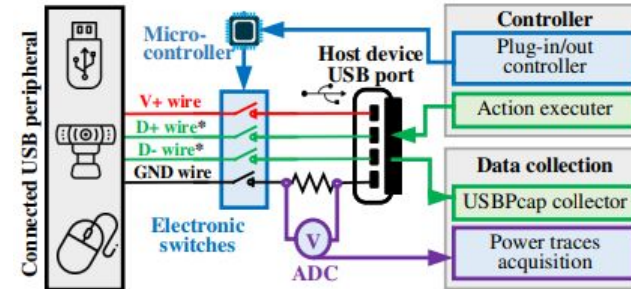 Connected USB peripheral
Micro-
controller
V+ wire
D+ wire*
D- wire*
GND wire
Electronic
switches
Host device
USB port
V
ADC
Controller
Plug-in/out
controller
Action executer
Data collection
USBPcap collector
Power traces
acquisition